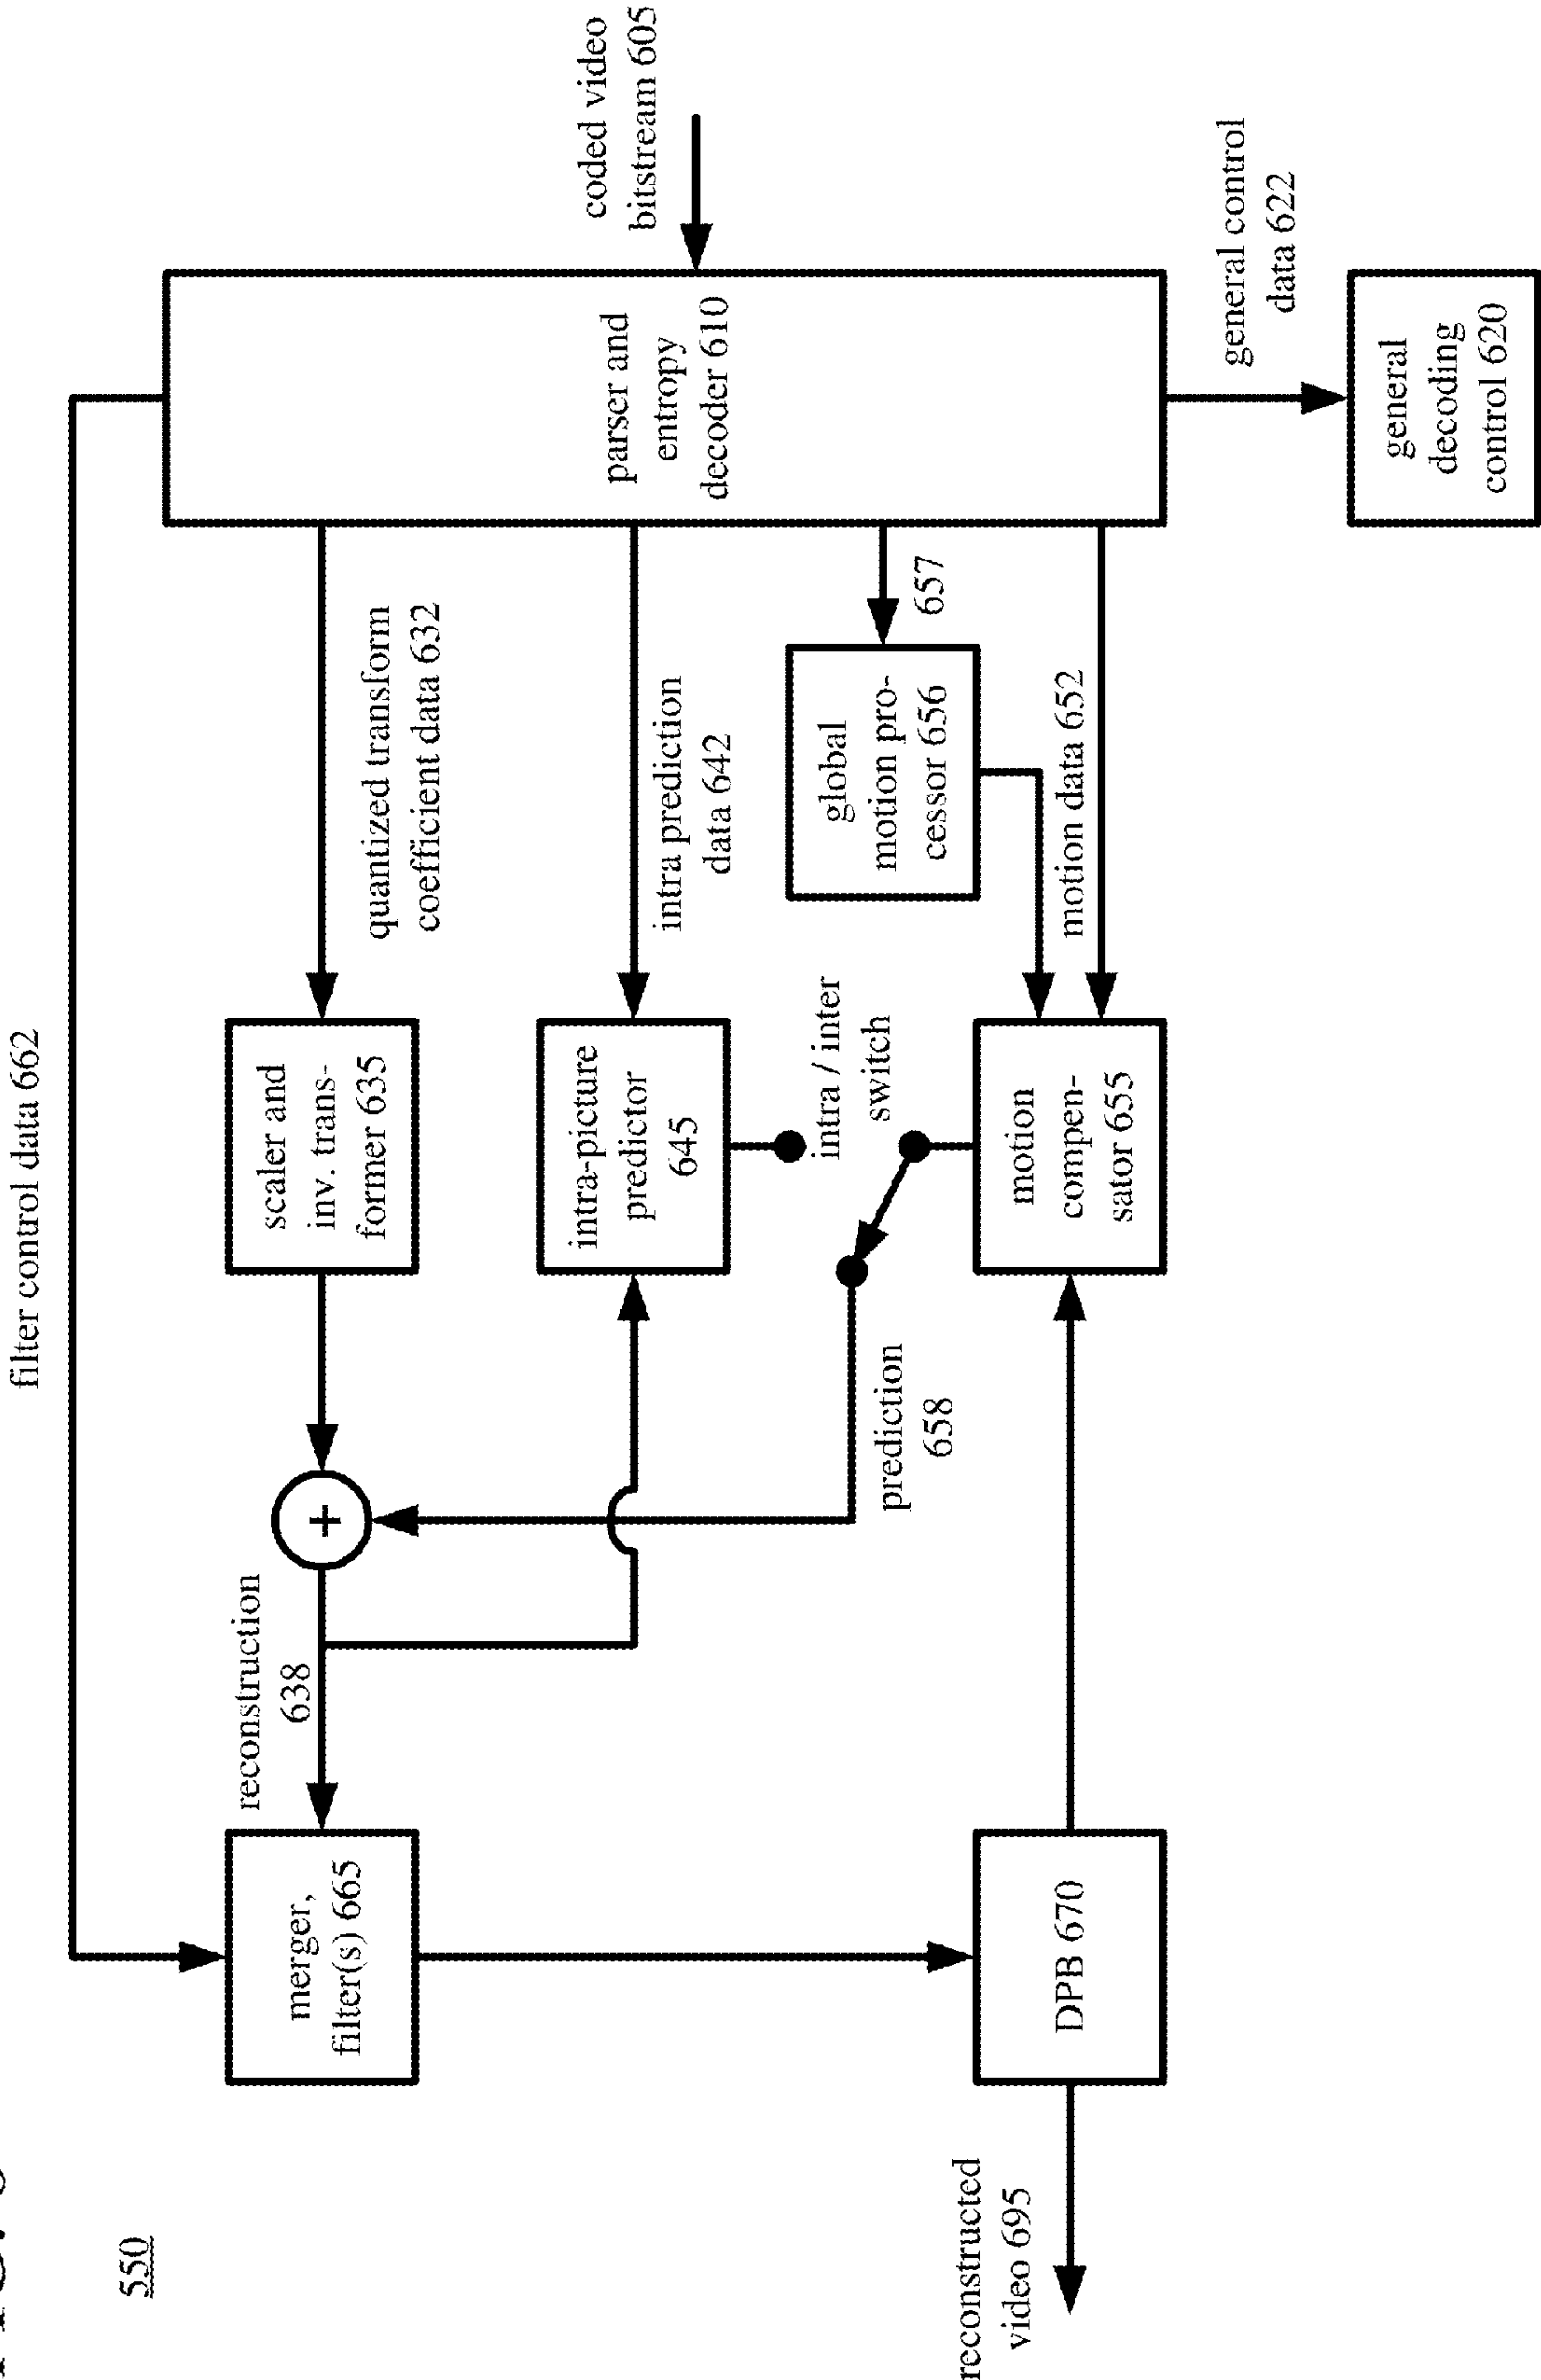 550
filter control data 662
coded video
bitstream 605
parser and
entropy
decoder 610
general control
data 622
general
decoding
control 620
quantized transform
coefficient data 632
intra prediction
data 642
657
global
motion pro-
cessor 656
motion data 652
scaler and
inv. trans-
former 635
intra-picture
predictor
645
intra / inter
switch
motion
compen-
sator 655
+
prediction
658
reconstruction
638
merger,
filter(s) 665
DPB 670
reconstructed
video 695